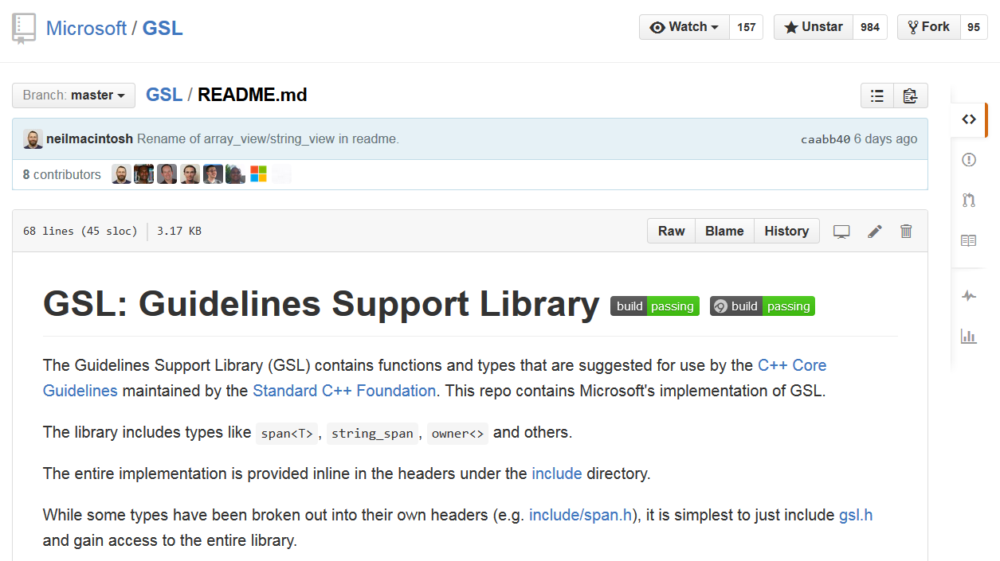 Microsoft / GSL
Watch 157 Unstar 984 Fork 95
Branch: master GSL / README.md
neilmacintosh Rename of array_view/string_view in readme. caabb40 6 days ago
8 contributors
68 lines (45 sloc) 3.17 KB Raw Blame History
GSL: Guidelines Support Library build passing build passing
The Guidelines Support Library (GSL) contains functions and types that are suggested for use by the C++ Core
Guidelines maintained by the Standard C++ Foundation. This repo contains Microsoft's implementation of GSL.
The library includes types like span<T>, string_span, owner<> and others.
The entire implementation is provided inline in the headers under the include directory.
While some types have been broken out into their own headers (e.g. include/span.h), it is simplest to just include gsl.h
and gain access to the entire library.